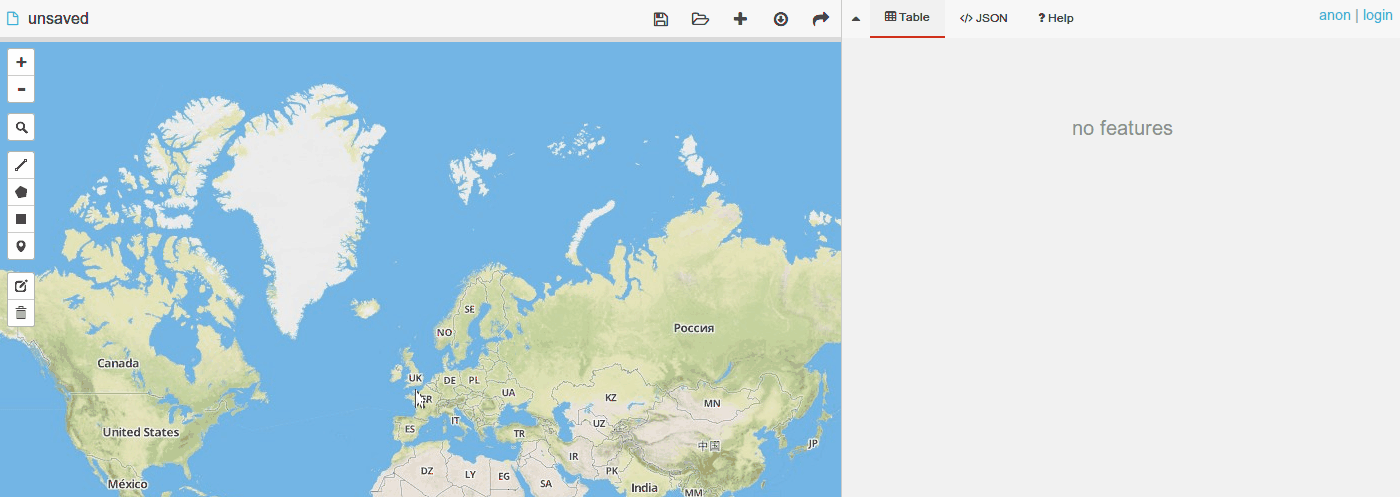 unsaved
Table
JSON
? Help
anon | login
no features
Россия
SE
NO
Canada
UK
DE
PL
UA
KZ
MN
IT
UZ
ES
United States
TR
中国
JP
IR
DZ
LY
EG
PK
SA
India
México
MM